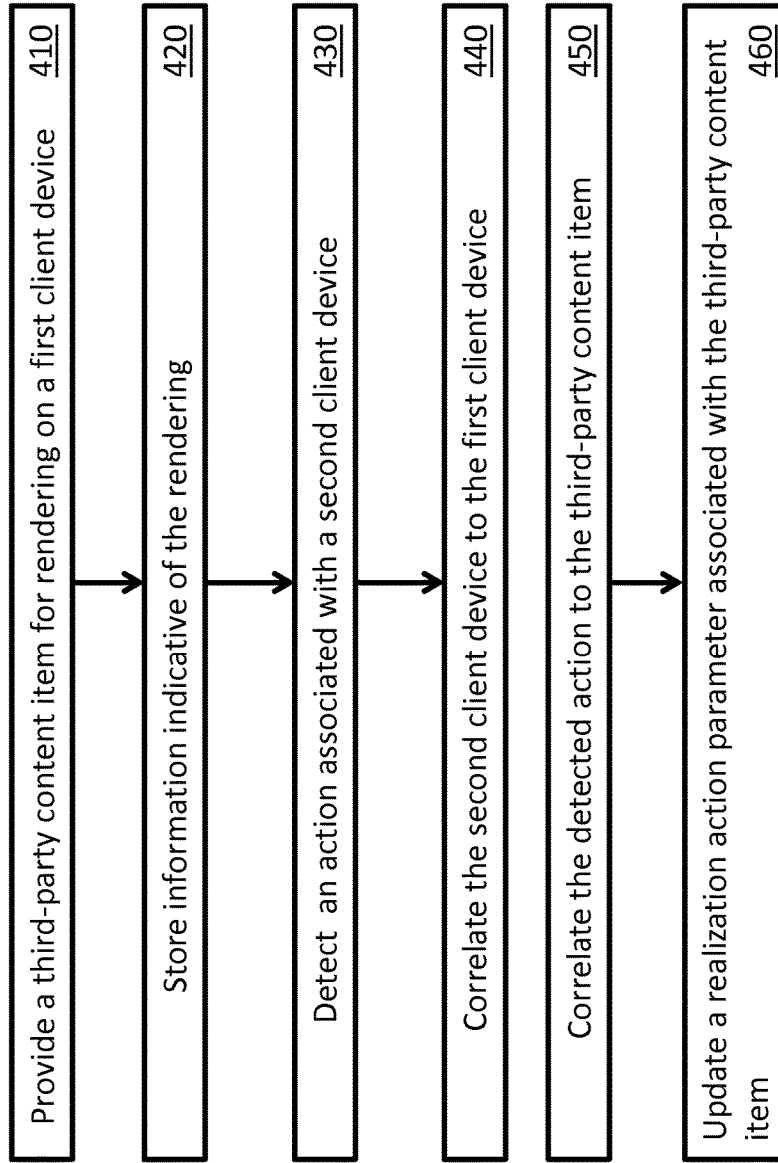 Provide a third-party content item for rendering on a first client device 410
Store information indicative of the rendering 420
Detect an action associated with a second client device 430
Correlate the second client device to the first client device 440
Correlate the detected action to the third-party content item 450
Update a realization action parameter associated with the third-party content
item 460